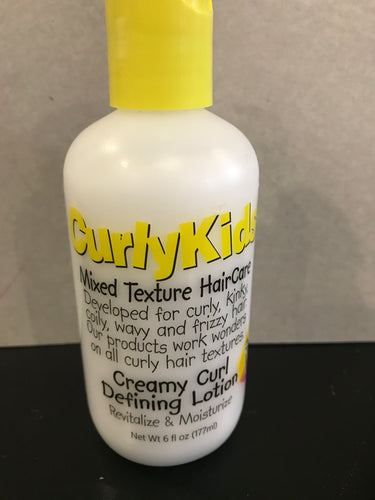 CurlyKids
Mixed Texture HairCare
Developed for curly, kinky,
coily, wavy and frizzy hair.
Our products work wonders
on all curly hair textures.
Creamy Curl
Defining Lotion
Revitalize & Moisturize
Net Wt 6 fl oz (177ml)